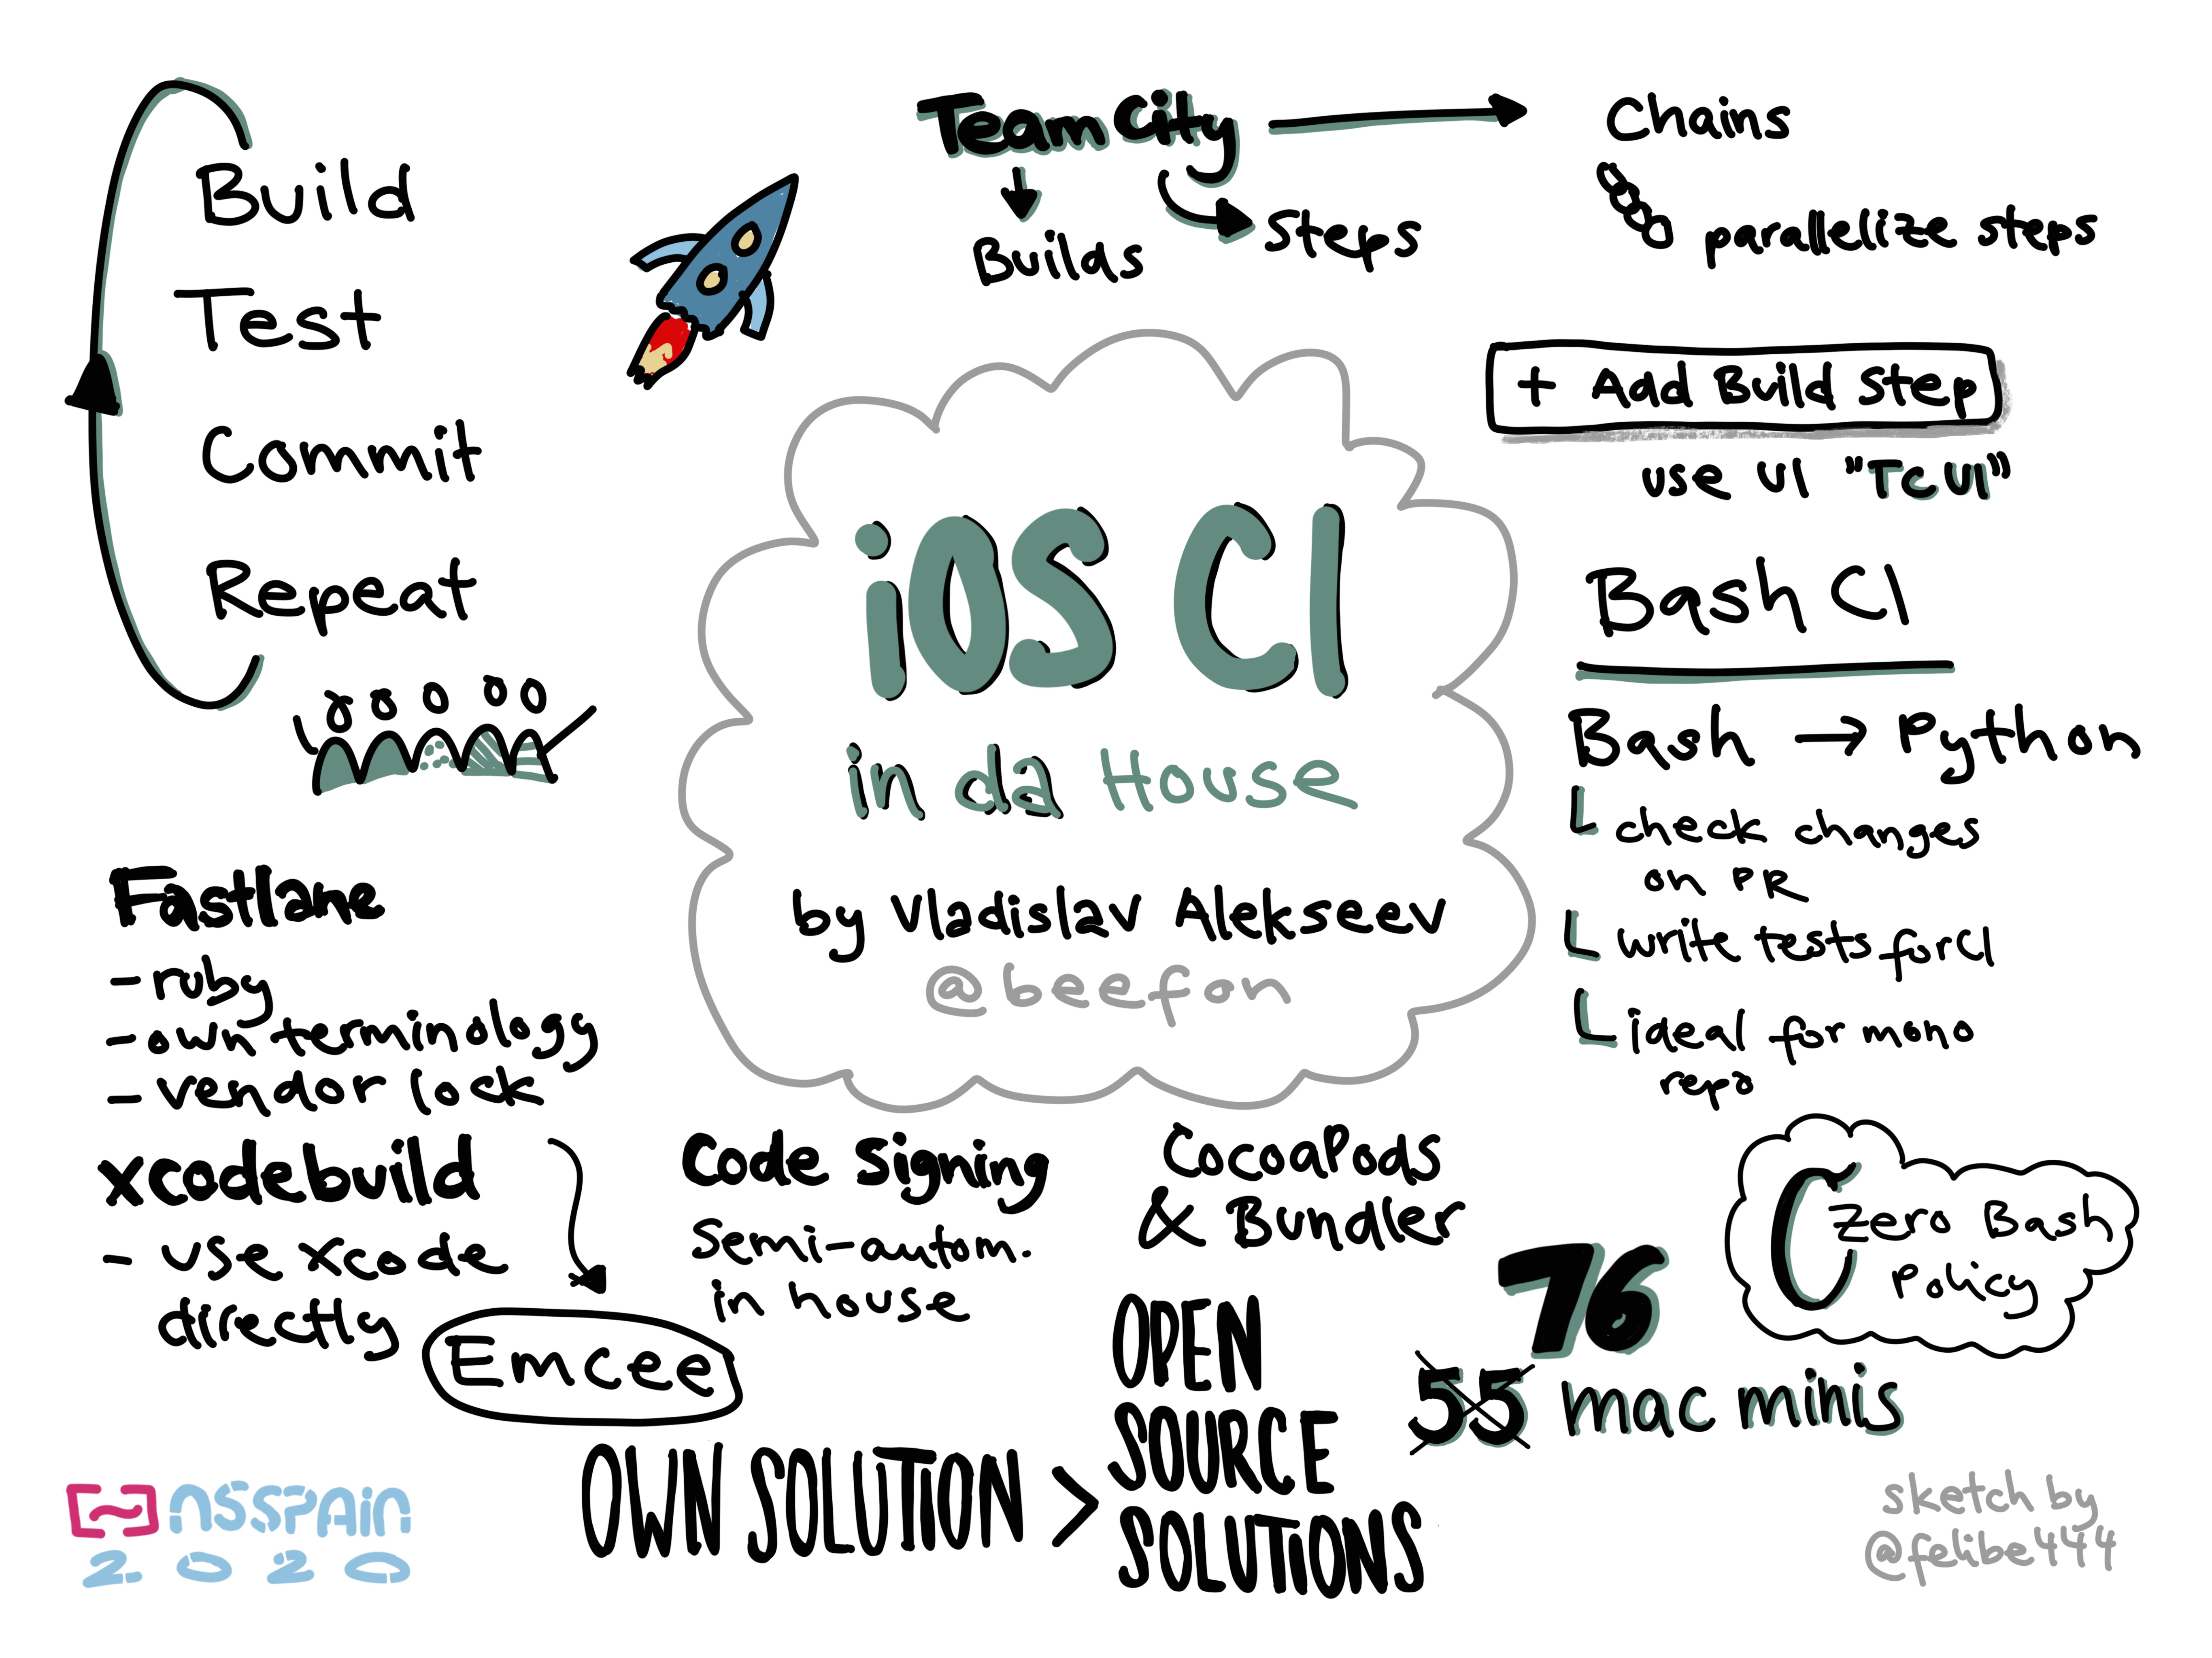 Build
Test
Commit
Repeat
TeamCity
Builds
Steps
Chains
parallelize steps
+ Add Build Step
use UI "TC UI"
iOS CI
in da House
by Vladislav Alekseev
@beefon
Bash CI
Bash → Python
check changes
on PR
write tests for CI
ideal for mono
repo
Zero Bash
Policy
Fastlane
- ruby
- own terminology
- vendor lock
xcodebuild
- use xcode
directly
Emcee
Code Signing
semi-autom.
in house
CocoaPods
& Bundler
76
55 mac minis
OWN SOLUTION >
OPEN
SOURCE
SOLUTIONS
NSSPAIN
2020
sketch by
@felibe444